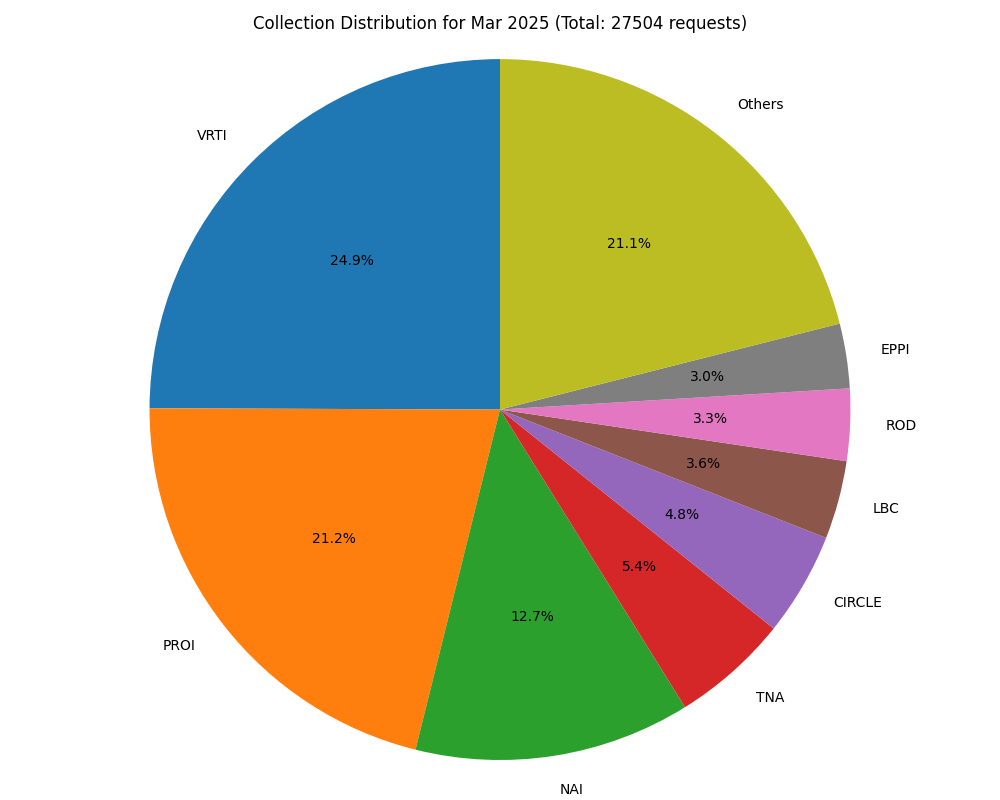 Collection Distribution for Mar 2025 (Total: 27504 requests)
Others
VRTI
21.1%
24.9%
EPPI
3.0%
3.3%
ROD
3.6%
LBC
4.8%
21.2%
5.4%
CIRCLE
12.7%
PROI
TNA
NAI